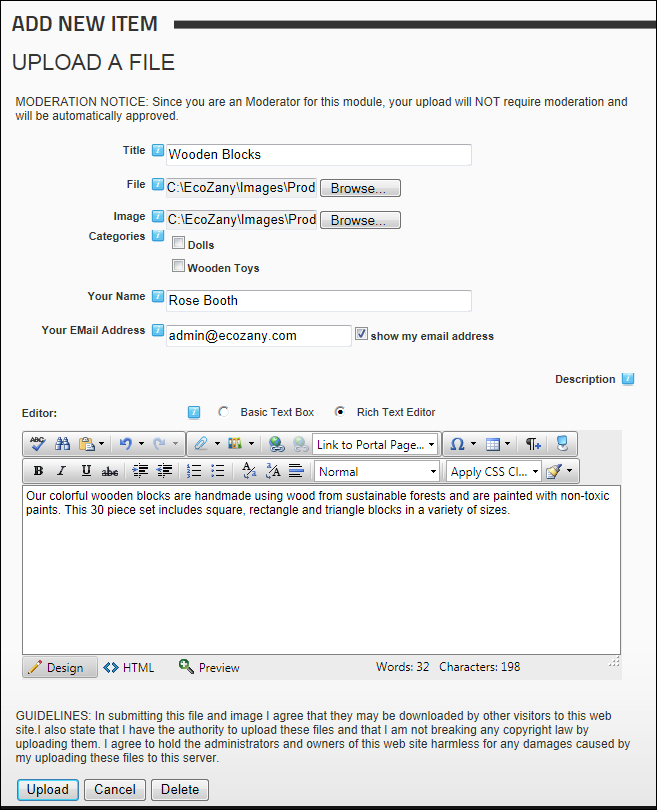 ADD NEW ITEM
UPLOAD A FILE
MODERATION NOTICE: Since you are an Moderator for this module, your upload will NOT require moderation and
will be automatically approved.
Title Wooden Blocks
File C:\EcoZany\Images\Prod Browse...
Image C:\EcoZany\Images\Prod Browse...
Categories
Dolls
Wooden Toys
Your Name Rose Booth
Your EMail Address admin@ecozany.com show my email address
Description
Editor: Basic Text Box Rich Text Editor
ABC Link to Portal Page... Ω
B I U abc Normal Apply CSS Cl...
Our colorful wooden blocks are handmade using wood from sustainable forests and are painted with non-toxic
paints. This 30 piece set includes square, rectangle and triangle blocks in a variety of sizes.
Design HTML Preview Words: 32 Characters: 198
GUIDELINES: In submitting this file and image I agree that they may be downloaded by other visitors to this web
site.I also state that I have the authority to upload these files and that I am not breaking any copyright law by
uploading them. I agree to hold the administrators and owners of this web site harmless for any damages caused by
my uploading these files to this server.
Upload Cancel Delete